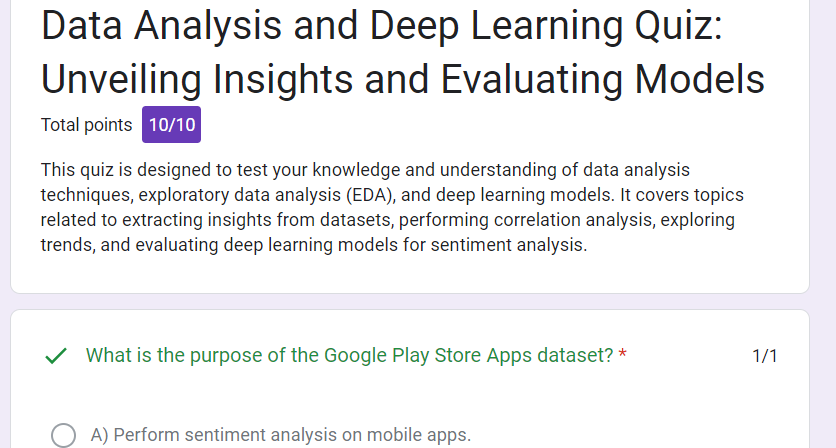 Data Analysis and Deep Learning Quiz:
Unveiling Insights and Evaluating Models
Total points 10/10
This quiz is designed to test your knowledge and understanding of data analysis
techniques, exploratory data analysis (EDA), and deep learning models. It covers topics
related to extracting insights from datasets, performing correlation analysis, exploring
trends, and evaluating deep learning models for sentiment analysis.
What is the purpose of the Google Play Store Apps dataset? * 1/1
A) Perform sentiment analysis on mobile apps.